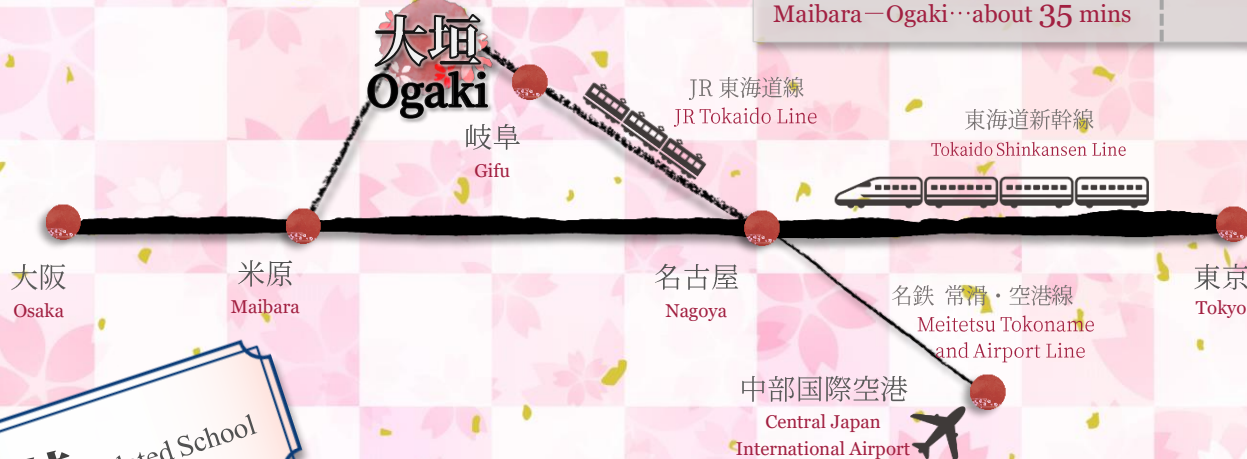 Maibara—Ogaki…about 35 mins
大垣
Ogaki
JR 東海道線
JR Tokaido Line
岐阜
Gifu
東海道新幹線
Tokaido Shinkansen Line
大阪
Osaka
米原
Maibara
名古屋
Nagoya
東京
Tokyo
名鉄 常滑・空港線
Meitetsu Tokoname
and Airport Line
中部国際空港
Central Japan
International Airport
School